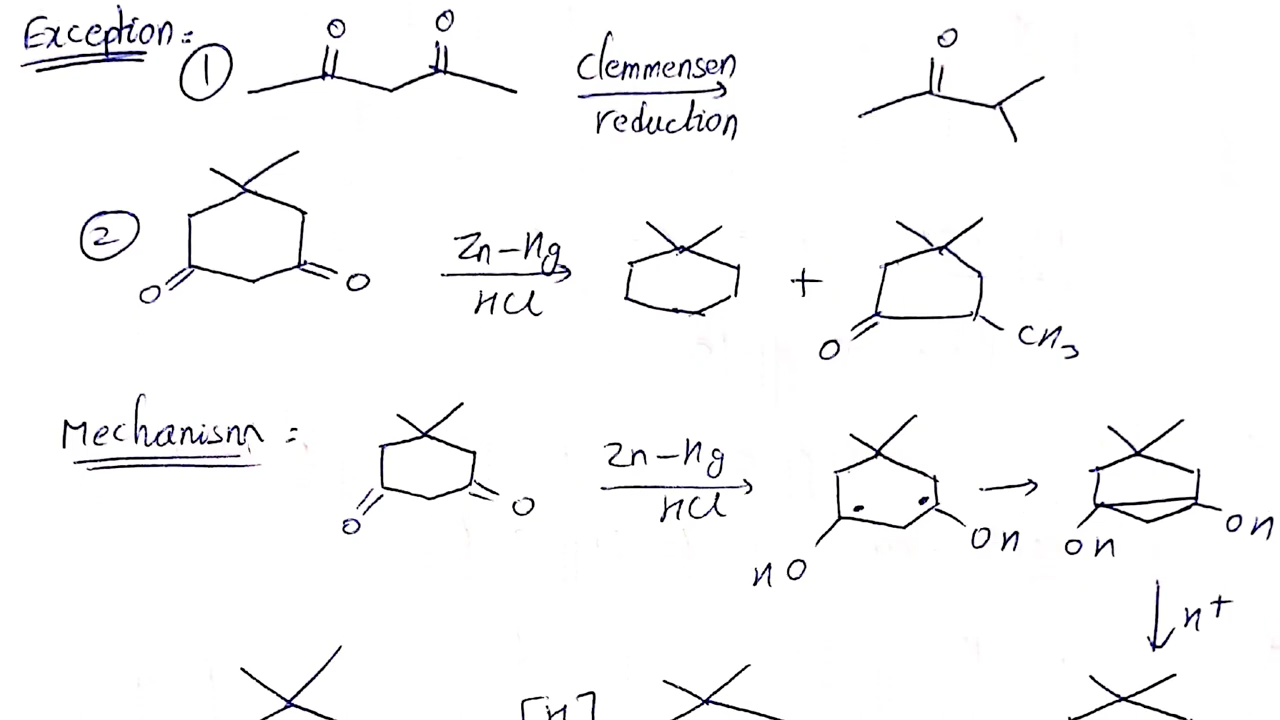 Exception:
① O O Clemmensen reduction O
② O O Zn-Hg HCl + O CH3
Mechanism: O O Zn-Hg HCl HO OH → OH OH
H+
[H]